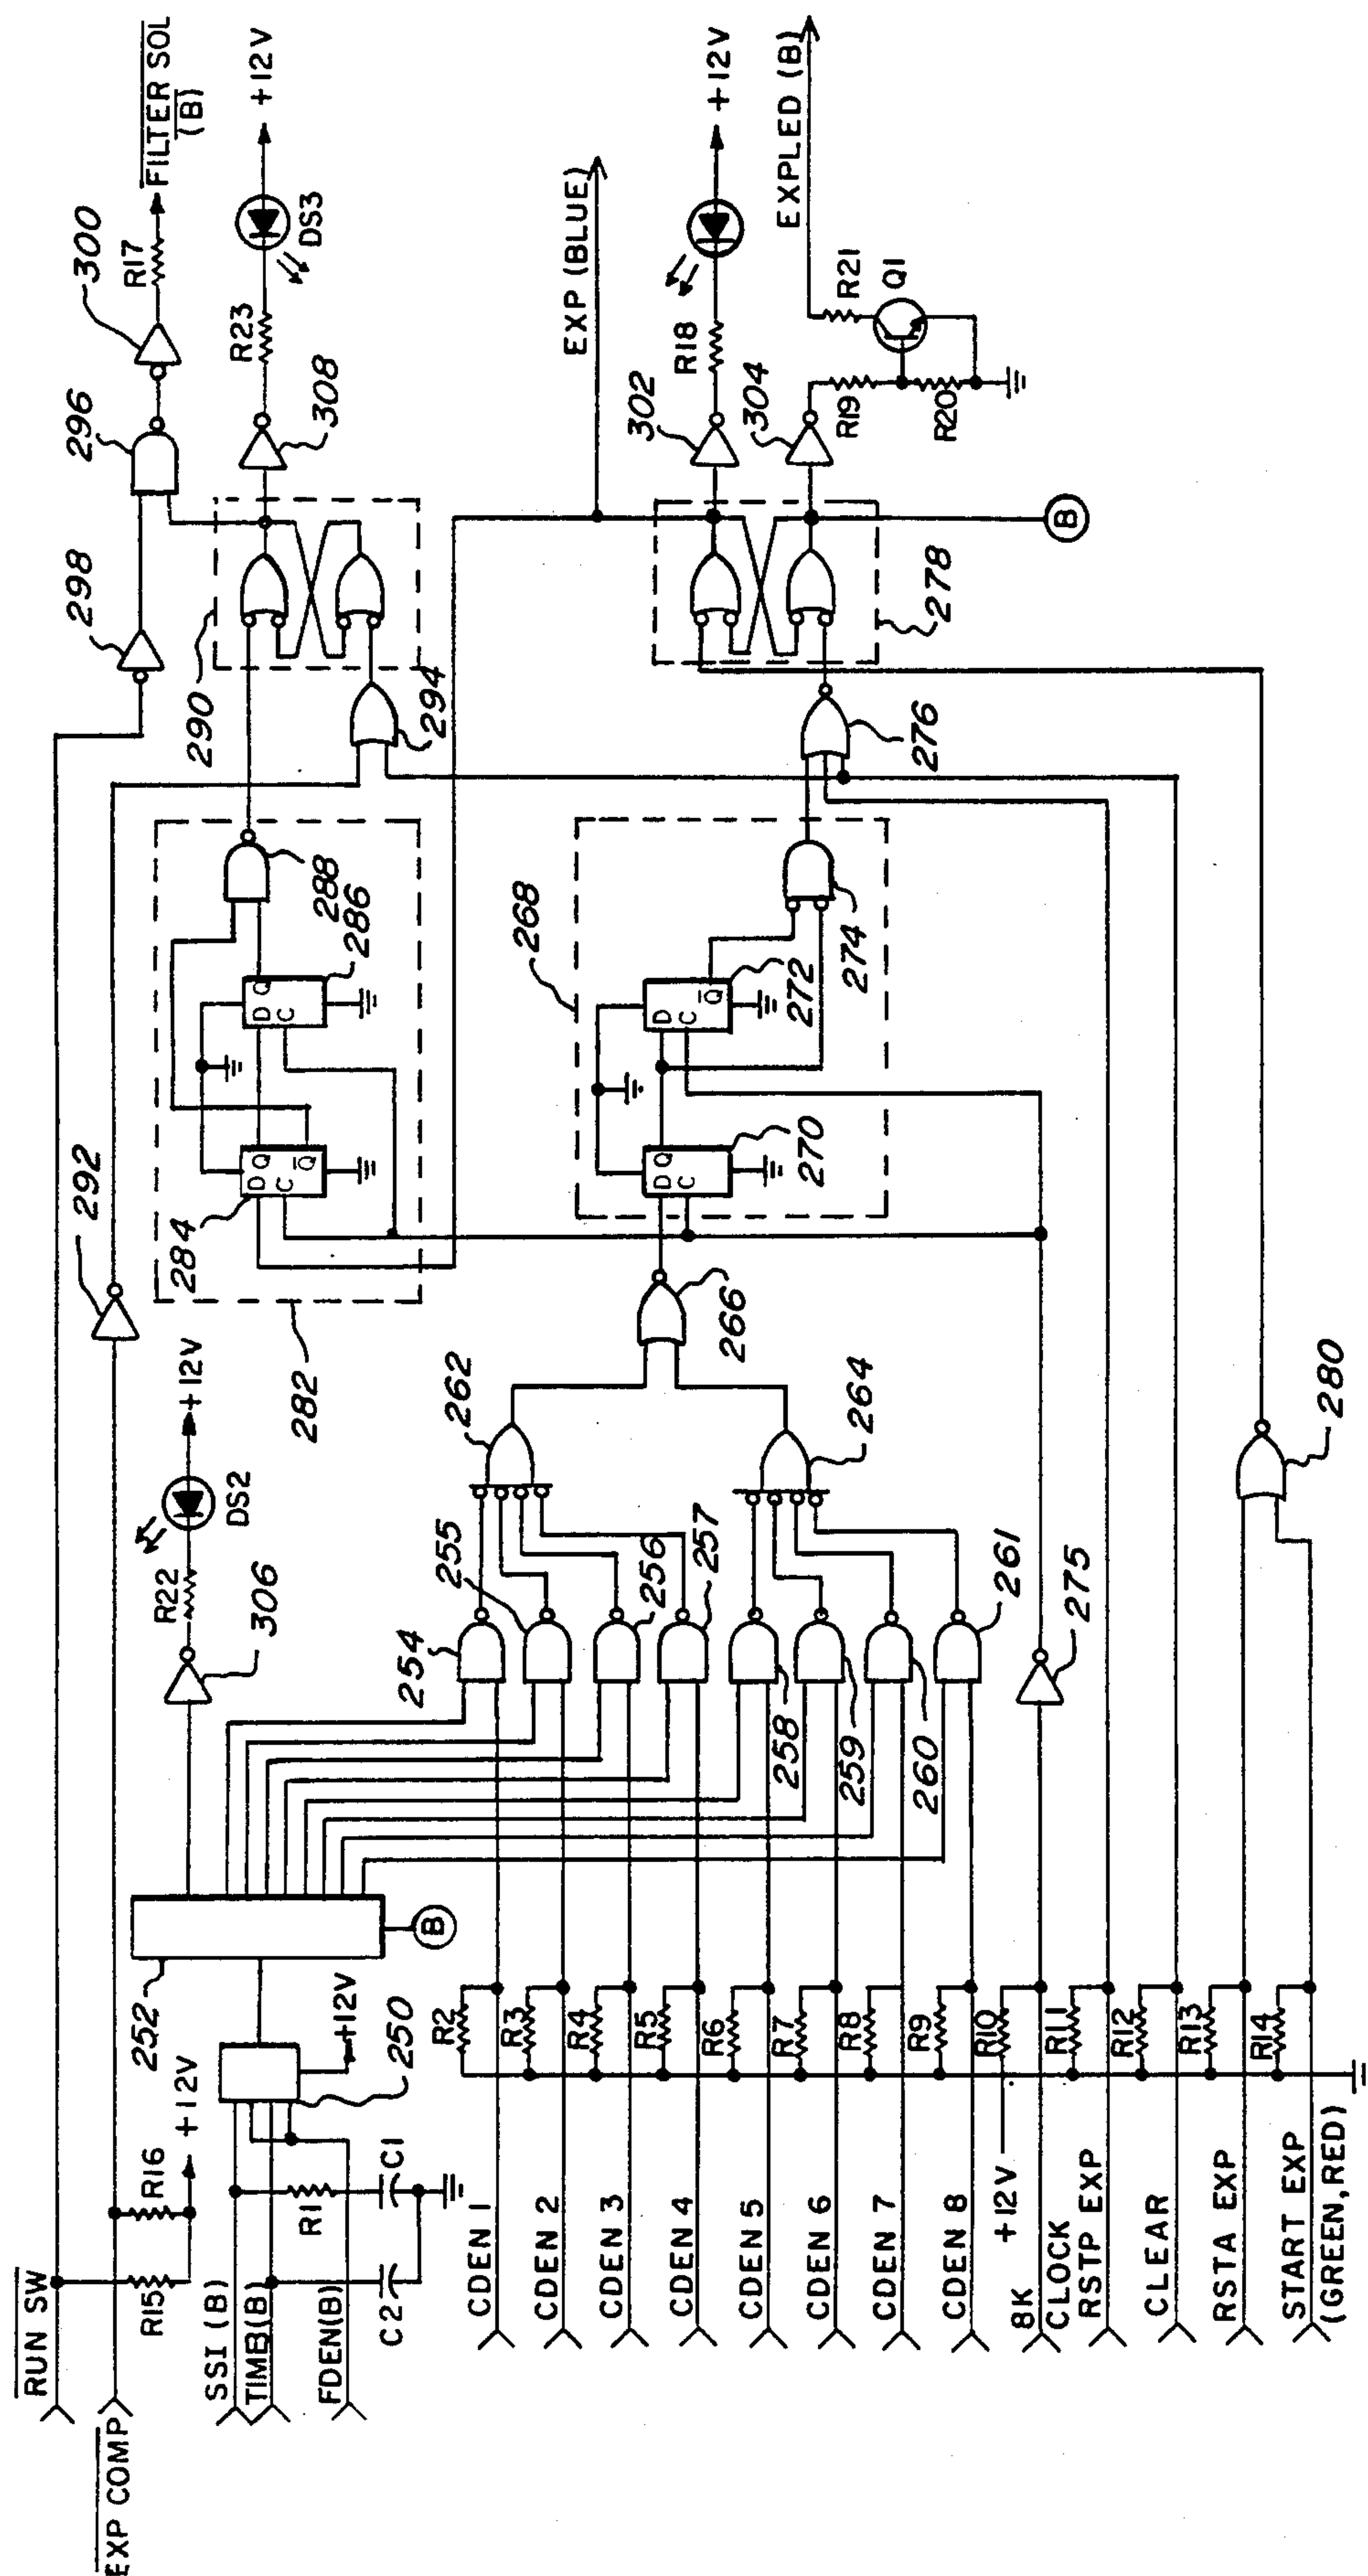 RUN SW
EXP COMP
R15
R16
+12V
SSI (B)
TIMB(B)
FDEN(B)
R1
C1
C2
250
+12V
252
B
306
R22
DS2
+12V
292
282
284
D Q
C Q
286
D Q
C
288
290
294
298
296
300
R17
FILTER SOL
(B)
308
R23
DS3
+12V
CDEN 1
CDEN 2
CDEN 3
CDEN 4
CDEN 5
CDEN 6
CDEN 7
CDEN 8
+12V
8K
CLOCK
RSTP EXP
CLEAR
RSTA EXP
START EXP
(GREEN,RED)
R2
R3
R4
R5
R6
R7
R8
R9
R10
R11
R12
R13
R14
254
255
256
257
258
259
260
261
262
264
266
268
270
D Q
C
272
D
C Q
274
275
276
278
280
EXP (BLUE)
302
R18
+12V
304
R19
R20
R21
Q1
EXPLED (B)
B